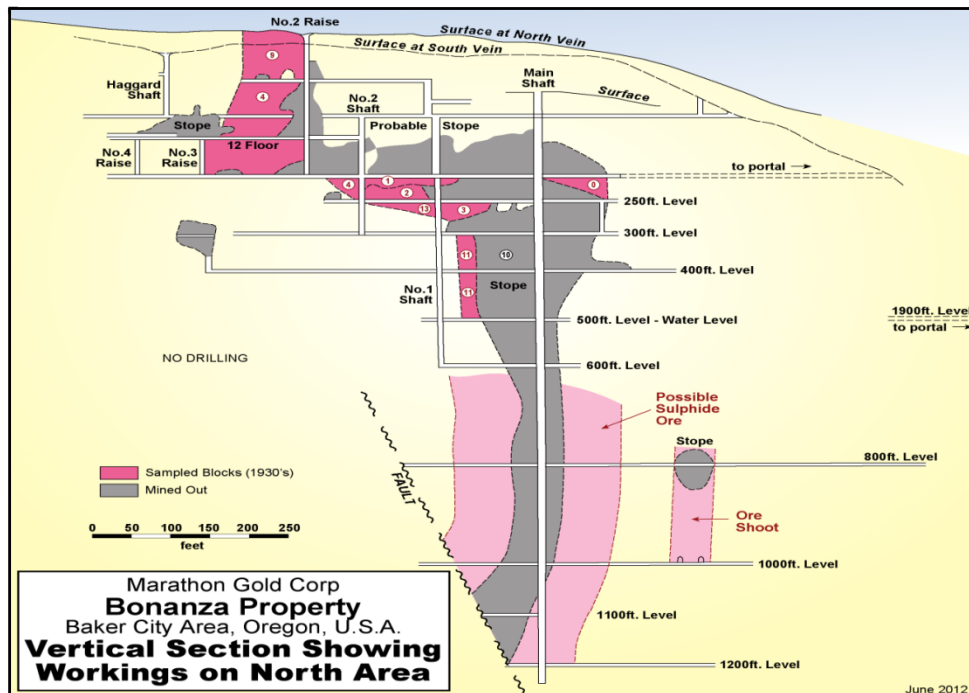 No.2 Raise
Surface at North Vein
Surface at South Vein
9
Haggard
Shaft
Main
Shaft
Surface
4
No.2
Shaft
Stope
Probable
Stope
12 Floor
No.4
Raise
No.3
Raise
to portal →
4
1
2
0
13
3
250ft. Level
300ft. Level
11
10
400ft. Level
Stope
No.1
Shaft
11
1900ft. Level
to portal
500ft. Level - Water Level
NO DRILLING
600ft. Level
Possible
Sulphide
Ore
Stope
800ft. Level
Sampled Blocks (1930's)
Mined Out
FAULT
0 50 100 150 200 250
feet
Ore
Shoot
1000ft. Level
Marathon Gold Corp
Bonanza Property
Baker City Area, Oregon, U.S.A.
Vertical Section Showing
Workings on North Area
1100ft. Level
1200ft. Level
June 2012